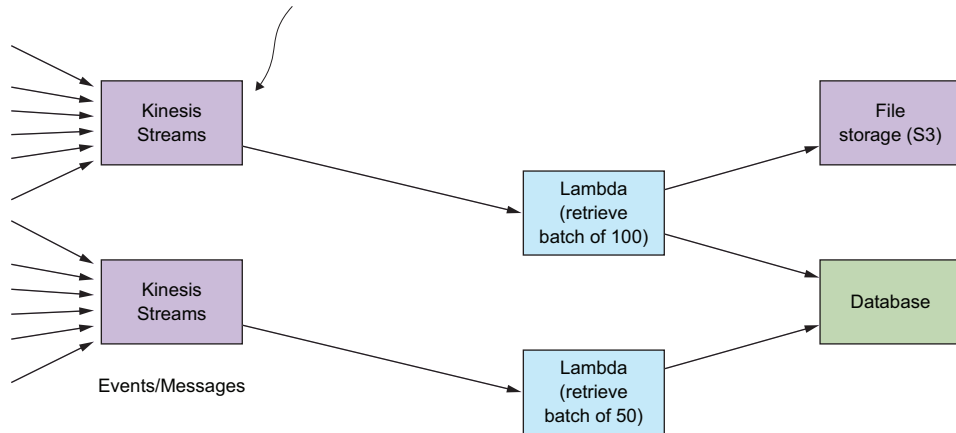 Kinesis
Streams
File
storage (S3)
Lambda
(retrieve
batch of 100)
Kinesis
Streams
Database
Events/Messages
Lambda
(retrieve
batch of 50)